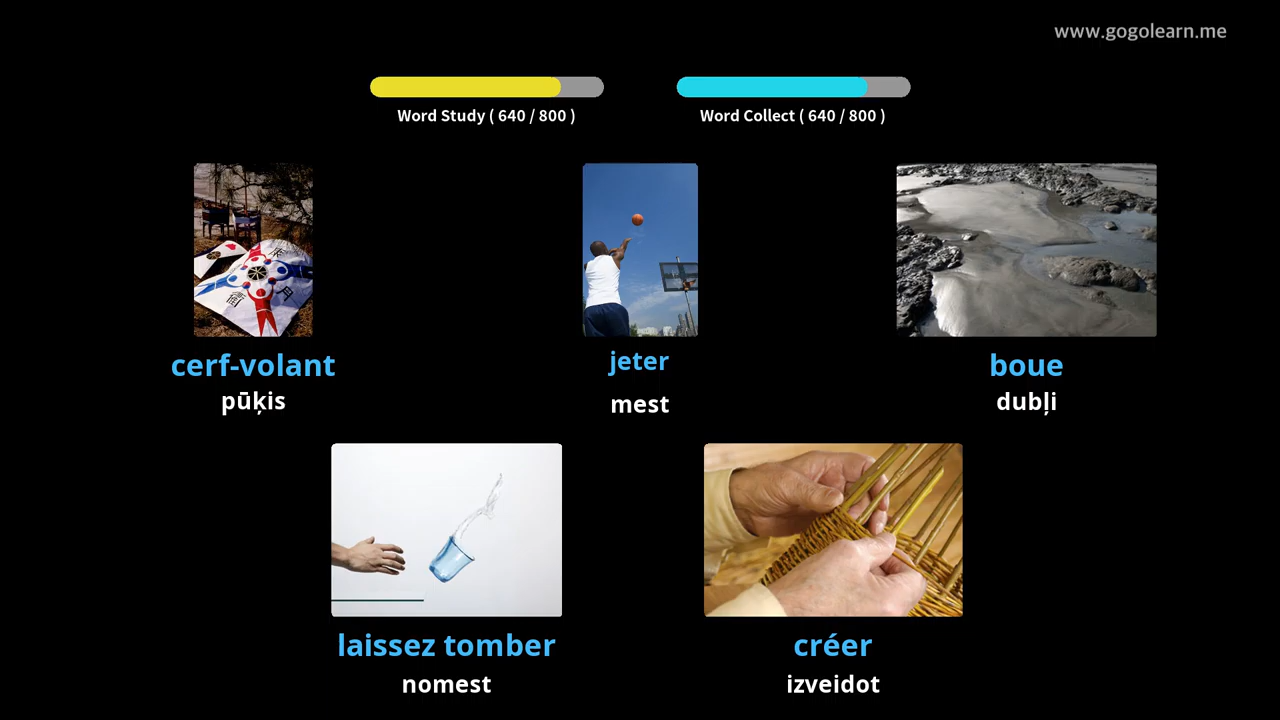 www.gogolearn.me
Word Study ( 640 / 800 )
Word Collect ( 640 / 800 )
cerf-volant
pūķis
jeter
mest
boue
dubļi
laissez tomber
nomest
créer
izveidot